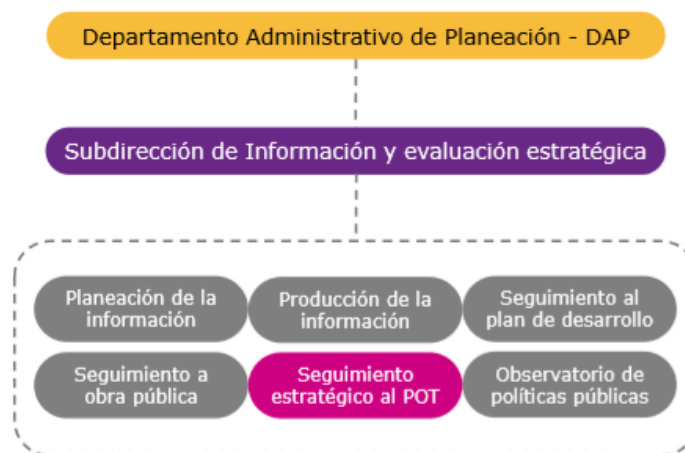 Departamento Administrativo de Planeación - DAP
Subdirección de Información y evaluación estratégica
Planeación de la
información
Producción de la
información
Seguimiento al
plan de desarrollo
Seguimiento a
obra pública
Seguimiento
estratégico al POT
Observatorio de
políticas públicas